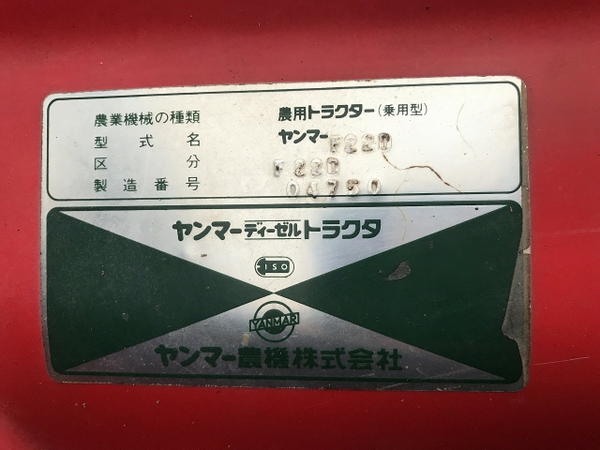 農業機械の種類 農用トラクター(乗用型)
型式名 ヤンマーF22D
区分 F22D
製造番号 04750
ヤンマーディーゼルトラクタ
ISO
YANMAR
ヤンマー農機株式会社